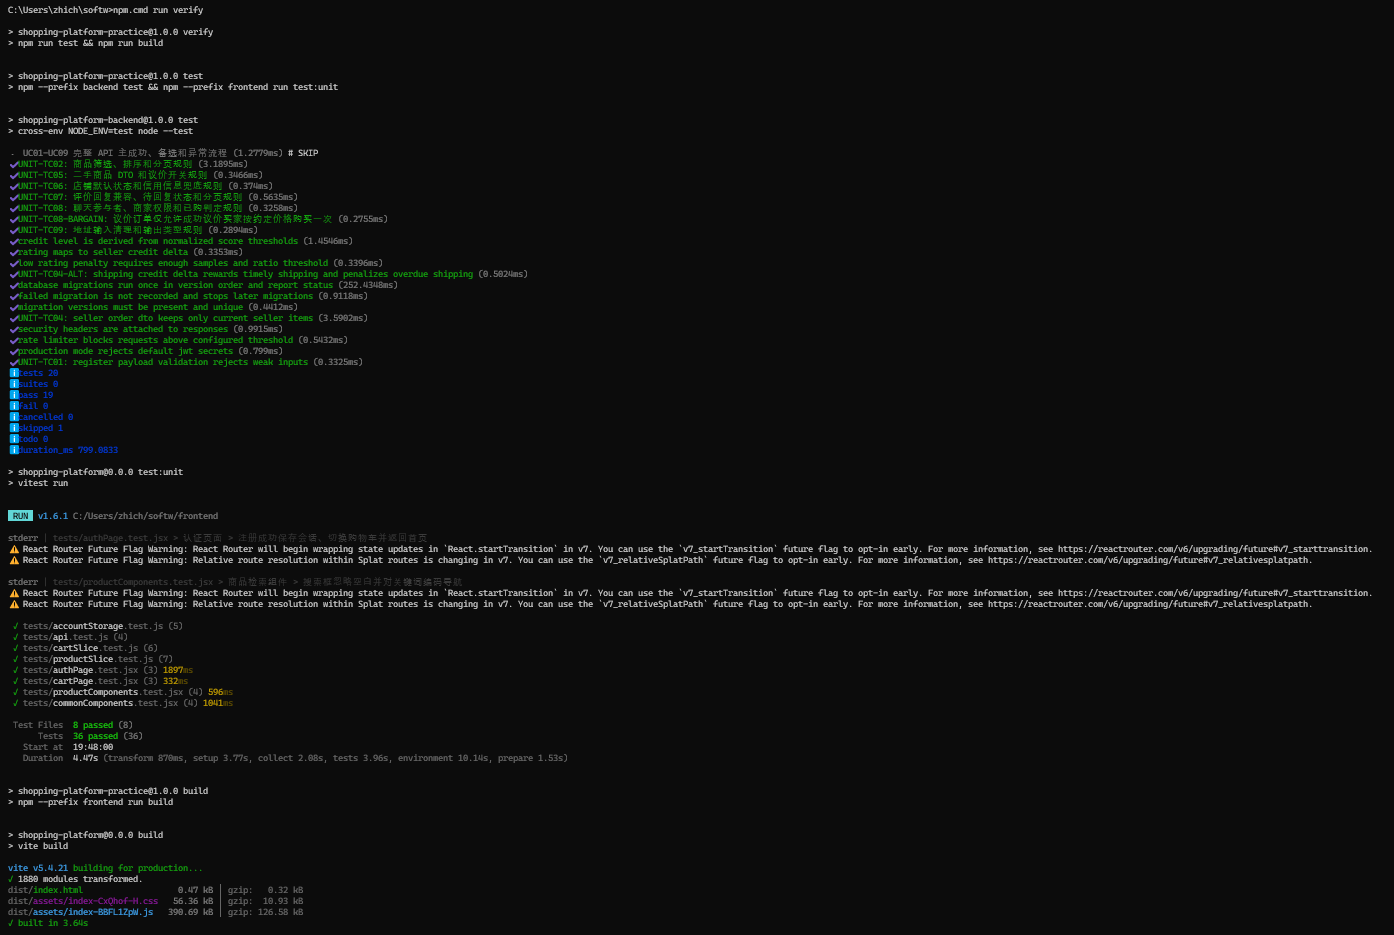 C:\Users\zhich\softw>npm.cmd run verify
> shopping-platform-practice@1.0.0 verify
> npm run test && npm run build
> shopping-platform-practice@1.0.0 test
> npm --prefix backend test && npm --prefix frontend run test:unit
> shopping-platform-backend@1.0.0 test
> cross-env NODE_ENV=test node --test
﹣ UC01-UC09 完整 API 主成功、备选和异常流程 (1.2779ms) # SKIP
✔UNIT-TC02: 商品筛选、排序和分页规则 (3.1895ms)
✔UNIT-TC05: 二手商品 DTO 和议价开关规则 (0.3466ms)
✔UNIT-TC06: 店铺默认状态和信用信息兜底规则 (0.374ms)
✔UNIT-TC07: 评价回复兼容、待回复状态和分页规则 (0.5635ms)
✔UNIT-TC08: 聊天参与者、商家权限和已购判定规则 (0.3258ms)
✔UNIT-TC08-BARGAIN: 议价订单仅允许成功议价买家按约定价格购买一次 (0.2755ms)
✔UNIT-TC09: 地址输入清理和输出类型规则 (0.2894ms)
✔credit level is derived from normalized score thresholds (1.4546ms)
✔rating maps to seller credit delta (0.3353ms)
✔low rating penalty requires enough samples and ratio threshold (0.3396ms)
✔UNIT-TC04-ALT: shipping credit delta rewards timely shipping and penalizes overdue shipping (0.5024ms)
✔database migrations run once in version order and report status (252.4348ms)
✔failed migration is not recorded and stops later migrations (0.9118ms)
✔migration versions must be present and unique (0.4412ms)
✔UNIT-TC04: seller order dto keeps only current seller items (3.5902ms)
✔security headers are attached to responses (0.9915ms)
✔rate limiter blocks requests above configured threshold (0.5432ms)
✔production mode rejects default jwt secrets (0.799ms)
✔UNIT-TC01: register payload validation rejects weak inputs (0.3325ms)
ℹtests 20
ℹsuites 0
ℹpass 19
ℹfail 0
ℹcancelled 0
ℹskipped 1
ℹtodo 0
ℹduration_ms 799.0833
> shopping-platform@0.0.0 test:unit
> vitest run
RUN v1.6.1 C:/Users/zhich/softw/frontend
stderr | tests/authPage.test.jsx > 认证页面 > 注册成功保存会话、切换购物车并返回首页
⚠️ React Router Future Flag Warning: React Router will begin wrapping state updates in `React.startTransition` in v7. You can use the `v7_startTransition` future flag to opt-in early. For more information, see https://reactrouter.com/v6/upgrading/future#v7_starttransition.
⚠️ React Router Future Flag Warning: Relative route resolution within Splat routes is changing in v7. You can use the `v7_relativeSplatPath` future flag to opt-in early. For more information, see https://reactrouter.com/v6/upgrading/future#v7_relativesplatpath.
stderr | tests/productComponents.test.jsx > 商品检索组件 > 搜索框忽略空白并对关键词编码导航
⚠️ React Router Future Flag Warning: React Router will begin wrapping state updates in `React.startTransition` in v7. You can use the `v7_startTransition` future flag to opt-in early. For more information, see https://reactrouter.com/v6/upgrading/future#v7_starttransition.
⚠️ React Router Future Flag Warning: Relative route resolution within Splat routes is changing in v7. You can use the `v7_relativeSplatPath` future flag to opt-in early. For more information, see https://reactrouter.com/v6/upgrading/future#v7_relativesplatpath.
✓ tests/accountStorage.test.js (5)
✓ tests/api.test.js (4)
✓ tests/cartSlice.test.js (6)
✓ tests/productSlice.test.js (7)
✓ tests/authPage.test.jsx (3) 1897ms
✓ tests/cartPage.test.jsx (3) 332ms
✓ tests/productComponents.test.jsx (4) 596ms
✓ tests/commonComponents.test.jsx (4) 1041ms
Test Files 8 passed (8)
Tests 36 passed (36)
Start at 19:48:00
Duration 4.47s (transform 870ms, setup 3.77s, collect 2.08s, tests 3.96s, environment 10.14s, prepare 1.53s)
> shopping-platform-practice@1.0.0 build
> npm --prefix frontend run build
> shopping-platform@0.0.0 build
> vite build
vite v5.4.21 building for production...
✓ 1880 modules transformed.
dist/index.html 0.47 kB │ gzip: 0.32 kB
dist/assets/index-CxQhof-H.css 56.36 kB │ gzip: 10.93 kB
dist/assets/index-BBFL1ZpW.js 390.69 kB │ gzip: 126.58 kB
✓ built in 3.64s